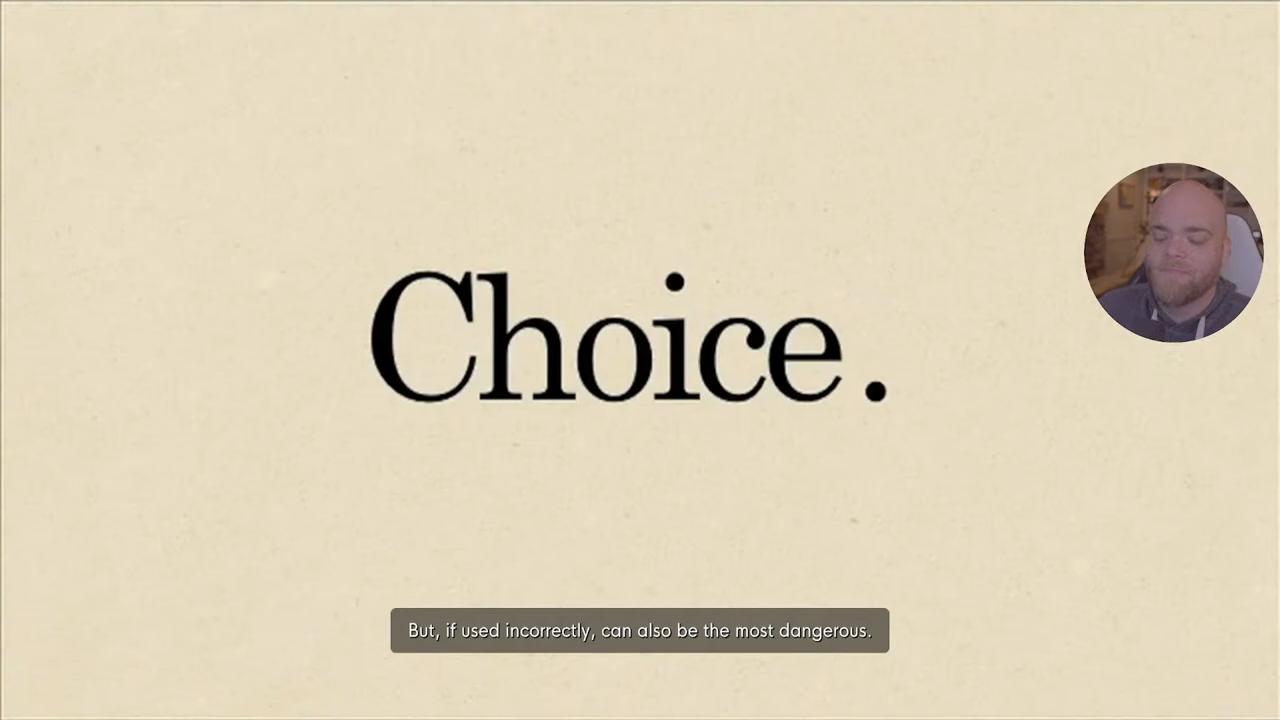 Choice.
But, if used incorrectly, can also be the most dangerous.